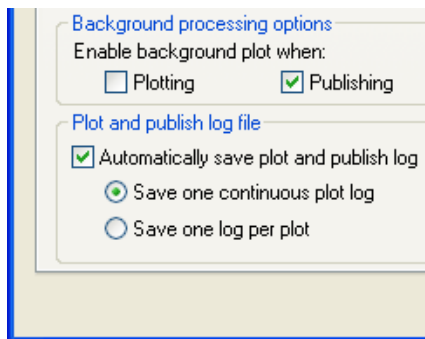 Background processing options
Enable background plot when:
Plotting Publishing
Plot and publish log file
Automatically save plot and publish log
Save one continuous plot log
Save one log per plot